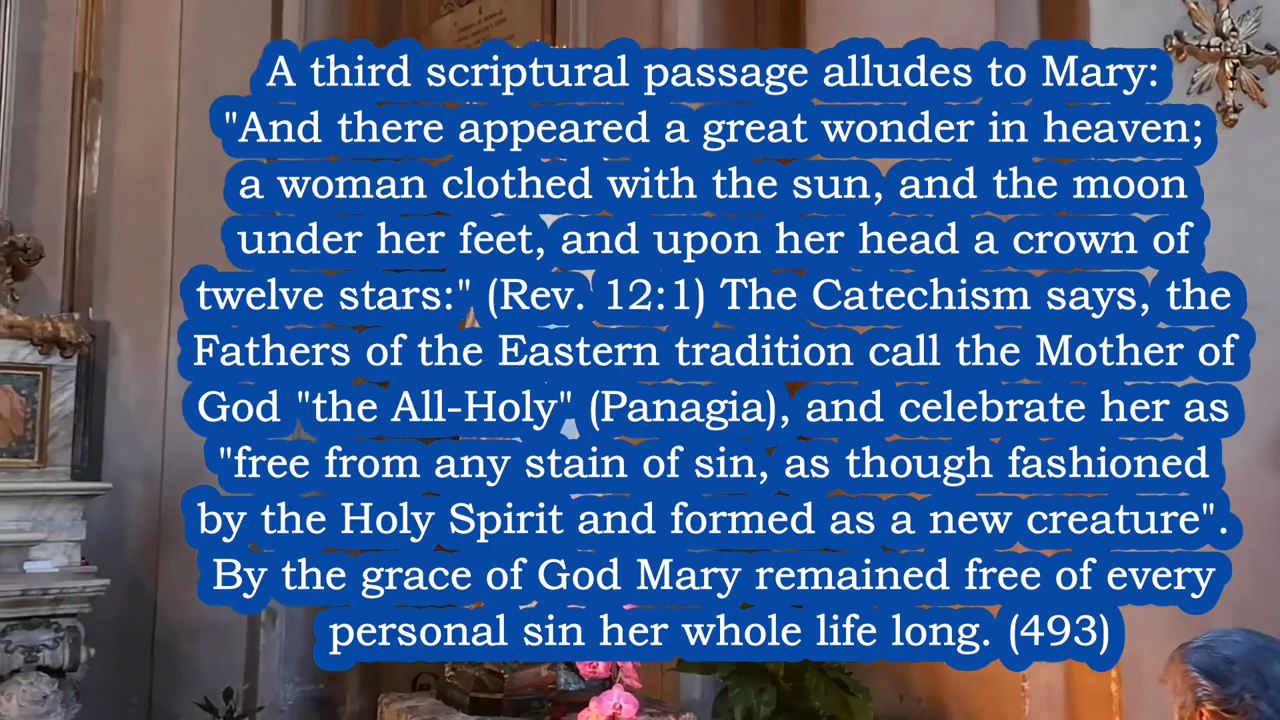 A third scriptural passage alludes to Mary:
"And there appeared a great wonder in heaven;
a woman clothed with the sun, and the moon
under her feet, and upon her head a crown of
twelve stars:" (Rev. 12:1) The Catechism says, the
Fathers of the Eastern tradition call the Mother of
God "the All-Holy" (Panagia), and celebrate her as
"free from any stain of sin, as though fashioned
by the Holy Spirit and formed as a new creature".
By the grace of God Mary remained free of every
personal sin her whole life long. (493)